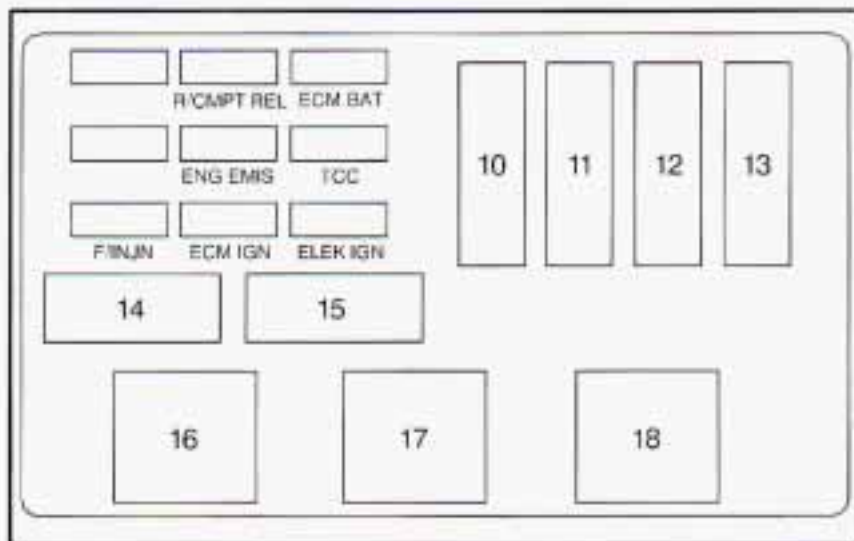 R/CMPT REL ECM BAT
ENG EMIS TCC
F/INJN ECM IGN ELEK IGN
10 11 12 13
14 15
16 17 18